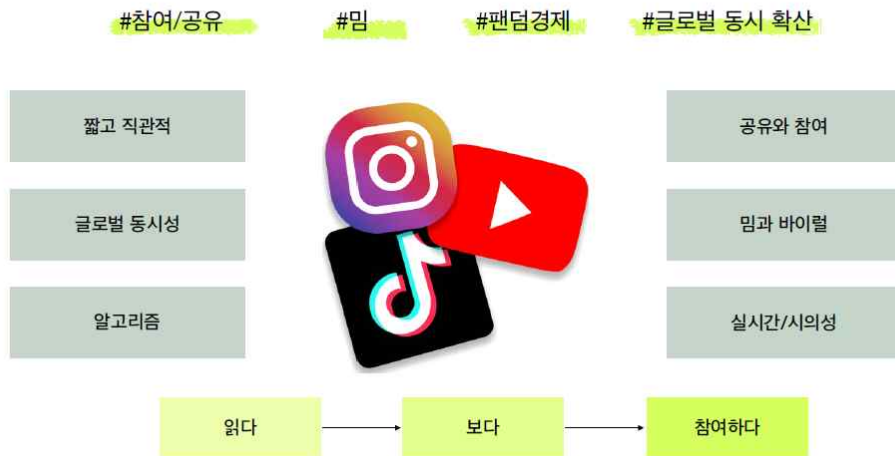 #참여/공유 #밈 #팬덤경제 #글로벌 동시 확산
짧고 직관적
공유와 참여
글로벌 동시성
밈과 바이럴
알고리즘
실시간/시의성
읽다
보다
참여하다